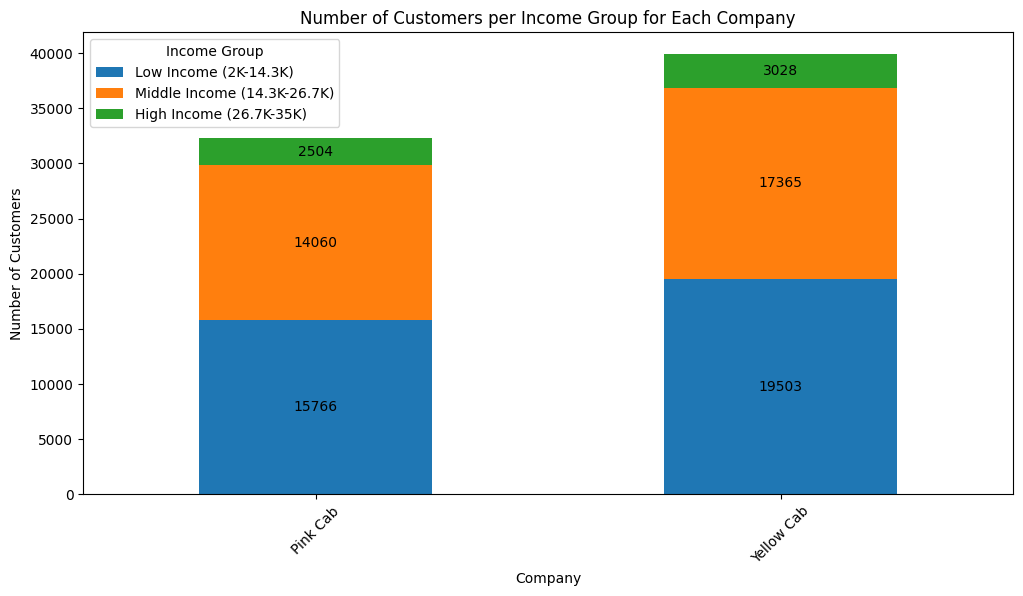 Number of Customers per Income Group for Each Company
Income Group
Low Income (2K-14.3K)
Middle Income (14.3K-26.7K)
High Income (26.7K-35K)
Number of Customers
40000
35000
30000
25000
20000
15000
10000
5000
0
2504
14060
15766
3028
17365
19503
Pink Cab
Yellow Cab
Company